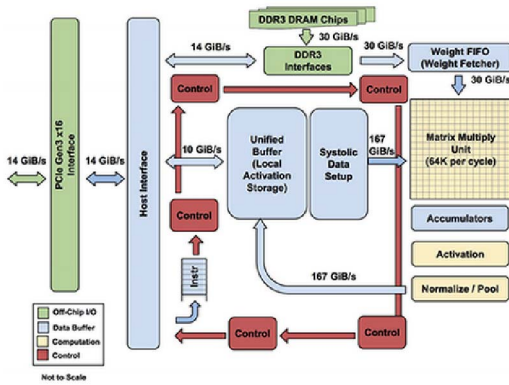 DDR3 DRAM Chips
30 GiB/s
14 GiB/s
DDR3
Interfaces
30 GiB/s
Weight FIFO
(Weight Fetcher)
30 GiB/s
Control
Control
14 GiB/s
PCIe Gen3 x16
Interface
14 GiB/s
Host Interface
10 GiB/s
Unified
Buffer
(Local
Activation
Storage)
Systolic
Data
Setup
167
GiB/s
Matrix Multiply
Unit
(64K per cycle)
Control
Accumulators
Activation
Normalize / Pool
167 GiB/s
Instr
Control
Control
Off-Chip I/O
Data Buffer
Computation
Control
Not to Scale